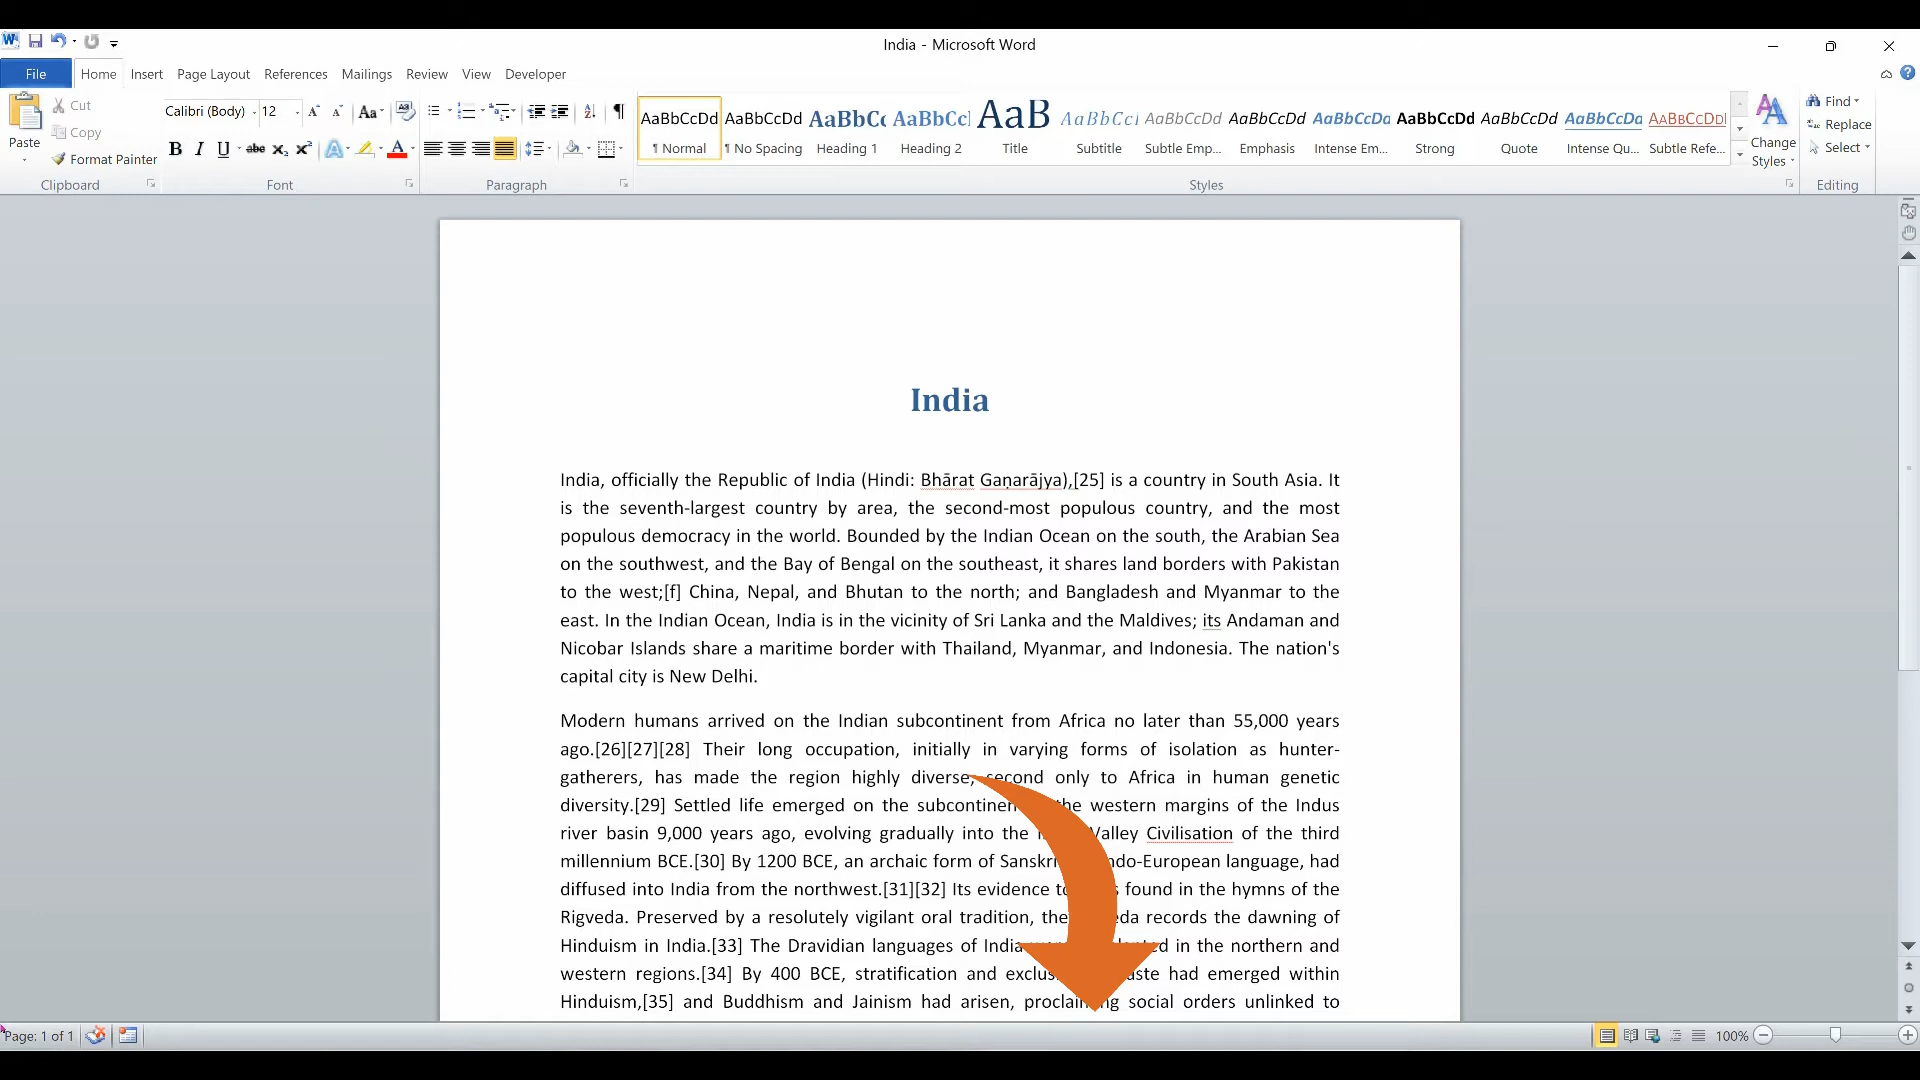 India - Microsoft Word
File Home Insert Page Layout References Mailings Review View Developer
Paste
Cut
Copy
Format Painter
Clipboard
Calibri (Body) 12
Font
Paragraph
AaBbCcDd AaBbCcDd AaBbCc AaBbCc AaB AaBbCcI AaBbCcDd AaBbCcDd AaBbCcDd AaBbCcDd AaBbCcDd AaBbCcDd AaBbCcDd
¶ Normal ¶ No Spacing Heading 1 Heading 2 Title Subtitle Subtle Emp... Emphasis Intense Em... Strong Quote Intense Qu... Subtle Refe...
Styles
Change
Styles
Find
Replace
Select
Editing
India
India, officially the Republic of India (Hindi: Bhārat Gaṇarājya),[25] is a country in South Asia. It
is the seventh-largest country by area, the second-most populous country, and the most
populous democracy in the world. Bounded by the Indian Ocean on the south, the Arabian Sea
on the southwest, and the Bay of Bengal on the southeast, it shares land borders with Pakistan
to the west;[f] China, Nepal, and Bhutan to the north; and Bangladesh and Myanmar to the
east. In the Indian Ocean, India is in the vicinity of Sri Lanka and the Maldives; its Andaman and
Nicobar Islands share a maritime border with Thailand, Myanmar, and Indonesia. The nation's
capital city is New Delhi.
Modern humans arrived on the Indian subcontinent from Africa no later than 55,000 years
ago.[26][27][28] Their long occupation, initially in varying forms of isolation as hunter-
gatherers, has made the region highly diverse, second only to Africa in human genetic
diversity.[29] Settled life emerged on the subcontinent the western margins of the Indus
river basin 9,000 years ago, evolving gradually into the Valley Civilisation of the third
millennium BCE.[30] By 1200 BCE, an archaic form of Sanskrit Indo-European language, had
diffused into India from the northwest.[31][32] Its evidence found in the hymns of the
Rigveda. Preserved by a resolutely vigilant oral tradition, the records the dawning of
Hinduism in India.[33] The Dravidian languages of India in the northern and
western regions.[34] By 400 BCE, stratification and caste had emerged within
Hinduism,[35] and Buddhism and Jainism had arisen, proclaiming social orders unlinked to
Page: 1 of 1
100%